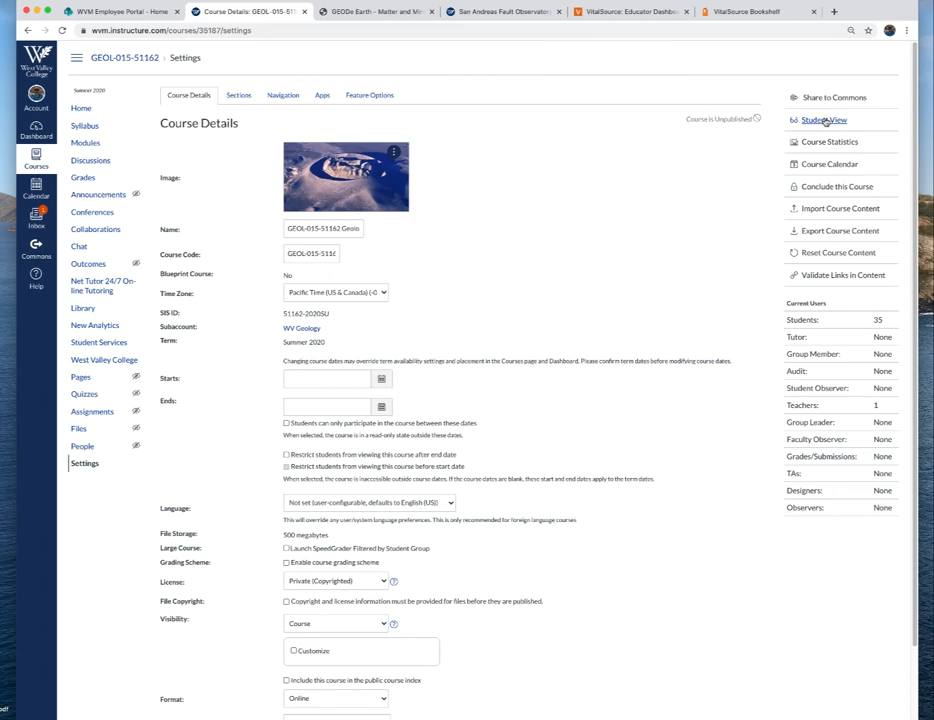 WVM Employee Portal - Home
Course Details: GEOL-015-511
GEODe Earth - Matter and Min
San Andreas Fault Observator
VitalSource: Educator Dashbo
VitalSource Bookshelf
wvm.instructure.com/courses/35187/settings
West Valley College
GEOL-015-51162 > Settings
Account
Dashboard
Courses
Calendar
1
Inbox
Commons
Help
Summer 2020
Home
Syllabus
Modules
Discussions
Grades
Announcements
Conferences
Collaborations
Chat
Outcomes
Net Tutor 24/7 On-
line Tutoring
Library
New Analytics
Student Services
West Valley College
Pages
Quizzes
Assignments
Files
People
Settings
Course Details Sections Navigation Apps Feature Options
Course Details
Course is Unpublished
Image:
Name: GEOL-015-51162 Geolo
Course Code: GEOL-015-5116
Blueprint Course: No
Time Zone: Pacific Time (US & Canada) (-0
SIS ID: 51162-2020SU
Subaccount: WV Geology
Term: Summer 2020
Changing course dates may override term availability settings and placement in the Courses page and Dashboard. Please confirm term dates before modifying course dates.
Starts:
Ends:
Students can only participate in the course between these dates
When selected, the course is in a read-only state outside these dates.
Restrict students from viewing this course after end date
Restrict students from viewing this course before start date
When selected, the course is inaccessible outside course dates. If the course dates are blank, these start and end dates apply to the term dates.
Language: Not set (user-configurable, defaults to English (US))
This will override any user/system language preferences. This is only recommended for foreign language courses
File Storage: 500 megabytes
Large Course: Launch SpeedGrader Filtered by Student Group
Grading Scheme: Enable course grading scheme
License: Private (Copyrighted)
File Copyright: Copyright and license information must be provided for files before they are published.
Visibility: Course
Customize
Include this course in the public course index
Format: Online
Share to Commons
Student View
Course Statistics
Course Calendar
Conclude this Course
Import Course Content
Export Course Content
Reset Course Content
Validate Links in Content
Current Users
Students: 35
Tutor: None
Group Member: None
Audit: None
Student Observer: None
Teachers: 1
Group Leader: None
Faculty Observer: None
Grades/Submissions: None
TAs: None
Designers: None
Observers: None
pdf